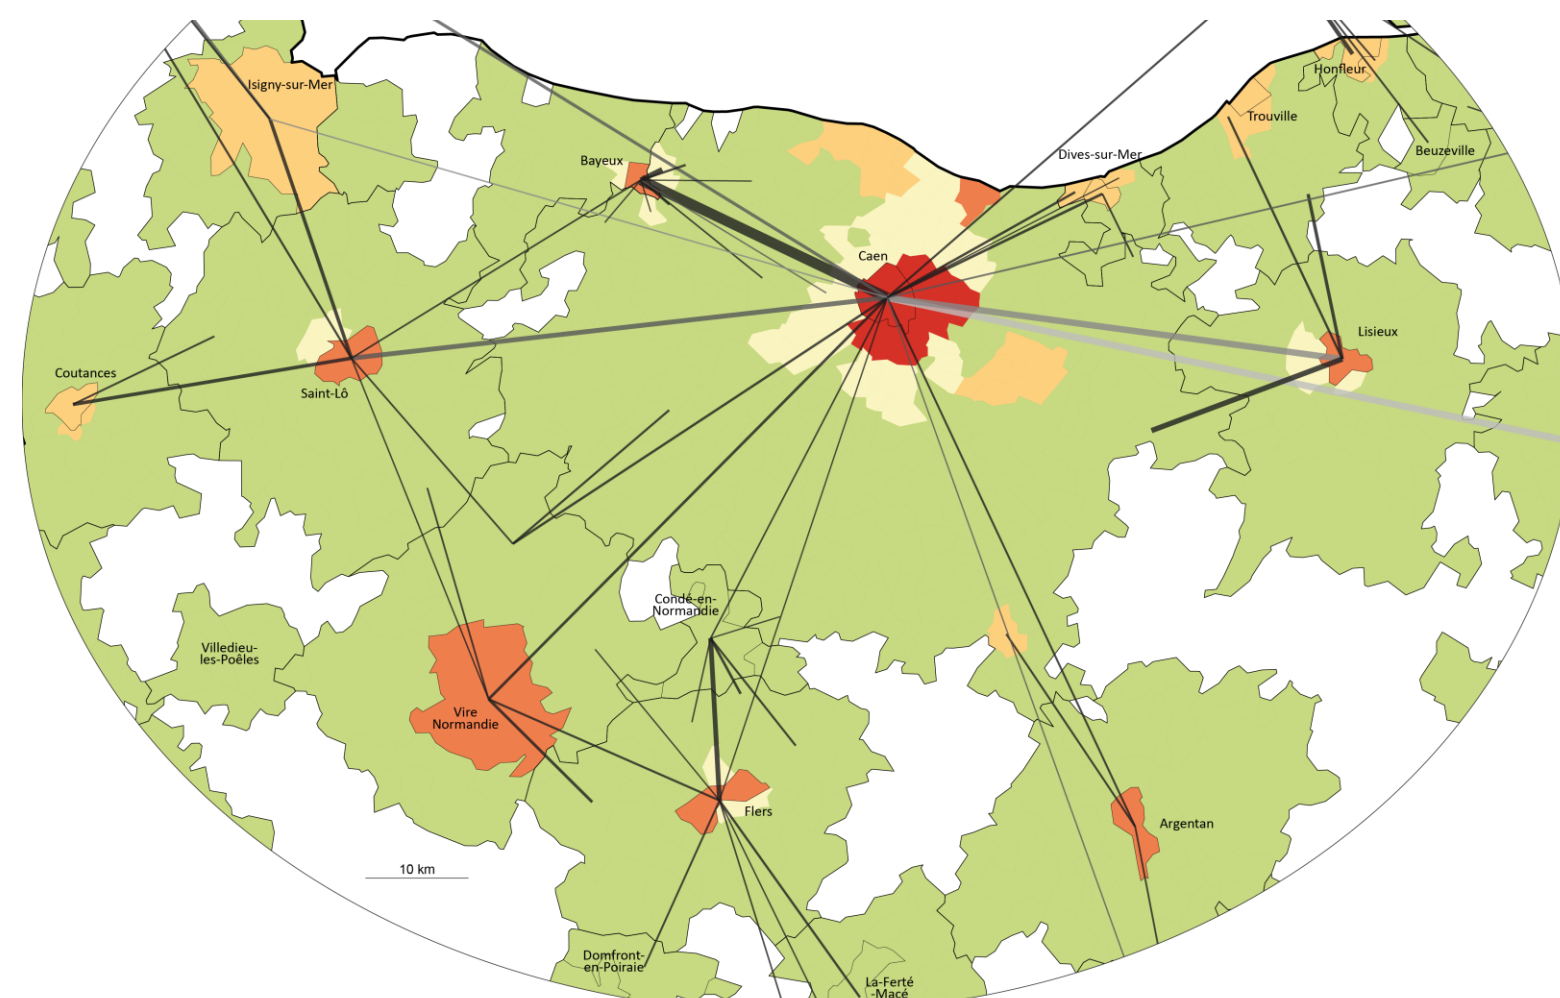 Isigny-sur-Mer
Honfleur
Trouville
Beuzeville
Dives-sur-Mer
Bayeux
Caen
Lisieux
Coutances
Saint-Lô
Condé-en-
Normandie
Villedieu-
les-Poêles
Vire
Normandie
Flers
Argentan
10 km
Domfront-
en-Poiraie
La-Ferté
-Macé